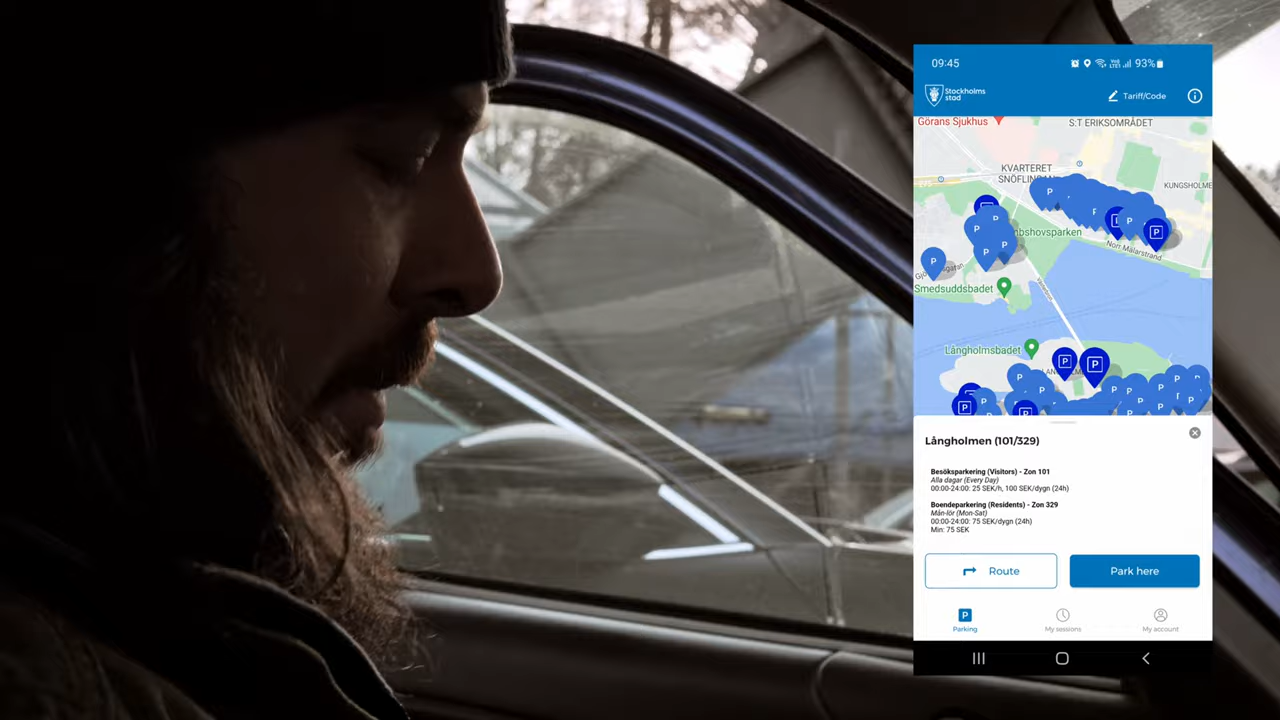 09:45
93%
Stockholms
stad
Tariff/Code
Görans Sjukhus
S:T ERIKSOMRÅDET
KVARTERET
KUNGSHOLME
mbshovsparken
Norr Mälarstrand
Smedsuddsbadet
Långholmsbadet
Långholmen (101/329)
Besöksparkering (Visitors) - Zon 101
Alla dagar (Every Day)
00:00-24:00: 25 SEK/h, 100 SEK/dygn (24h)
Boendeparkering (Residents) - Zon 329
Mån-lör (Mon-Sat)
00:00-24:00: 75 SEK/dygn (24h)
Min: 75 SEK
Route
Park here
Parking
My sessions
My account